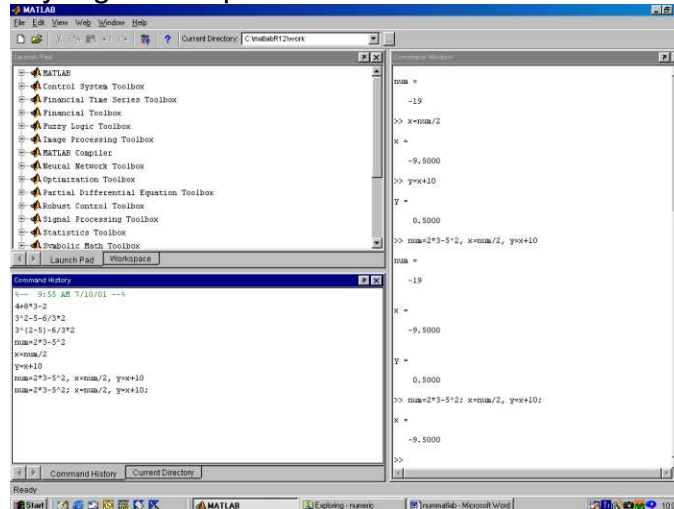 MATLAB
File Edit View Web Window Help
? Current Directory: C:\matlabR12\work
Launch Pad
MATLAB
Control System Toolbox
Financial Time Series Toolbox
Financial Toolbox
Fuzzy Logic Toolbox
Image Processing Toolbox
MATLAB Compiler
Neural Network Toolbox
Optimization Toolbox
Partial Differential Equation Toolbox
Robust Control Toolbox
Signal Processing Toolbox
Statistics Toolbox
Symbolic Math Toolbox
Launch Pad Workspace
Command History
%-- 9:55 AM 7/10/01 --%
4+8*3-2
3^2-5-6/3*2
3^(2-5)-6/3*2
num=2*3-5^2
x=num/2
y=x+10
num=2*3-5^2, x=num/2, y=x+10
num=2*3-5^2; x=num/2, y=x+10;
Command History Current Directory
Command Window
num =
-19
>> x=num/2
x =
-9.5000
>> y=x+10
y =
0.5000
>> num=2*3-5^2, x=num/2, y=x+10
num =
-19
x =
-9.5000
y =
0.5000
>> num=2*3-5^2; x=num/2, y=x+10;
x =
-9.5000
>>
Ready
Start MATLAB Exploring - numeric nummatlab - Microsoft Word